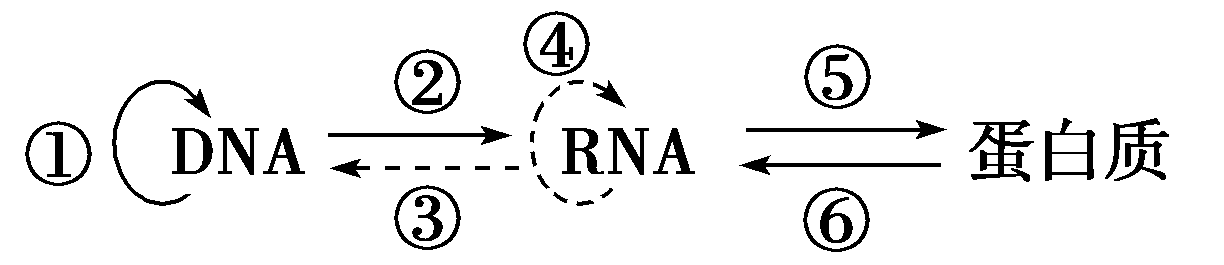 ④
② ⑤
① DNA RNA 蛋白质
③ ⑥